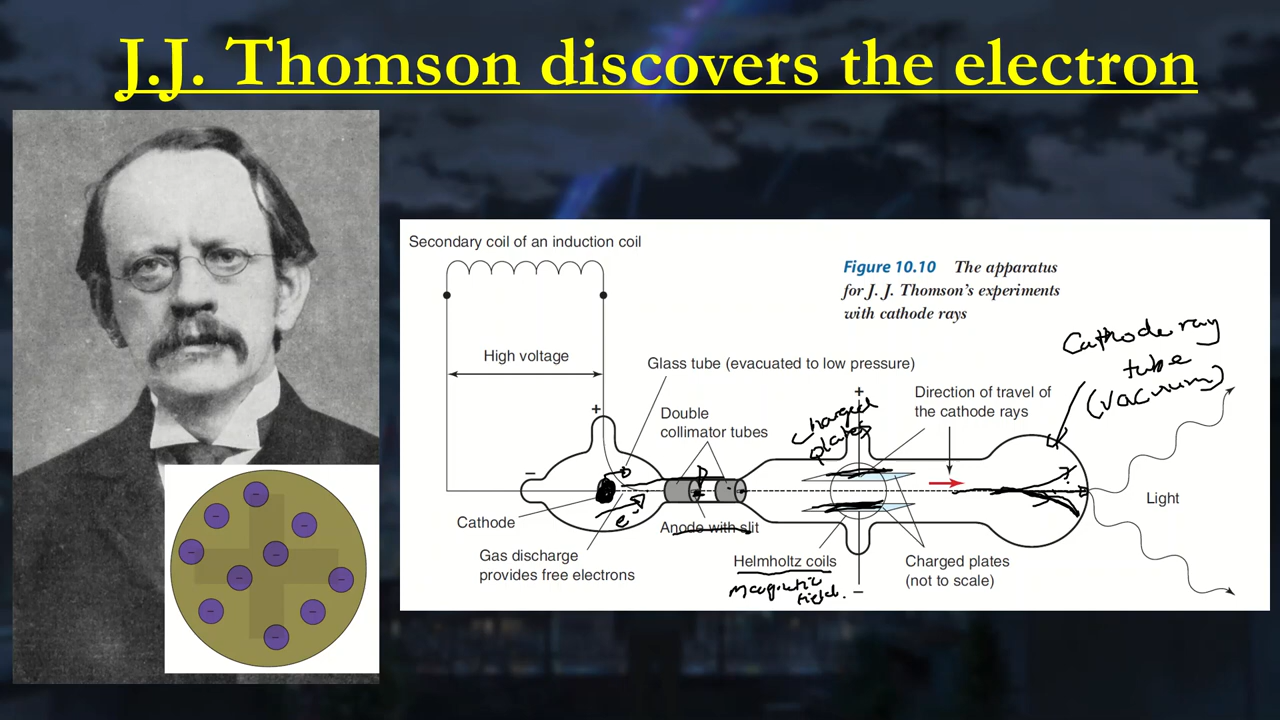 J.J. Thomson discovers the electron
Secondary coil of an induction coil
Figure 10.10 The apparatus
for J. J. Thomson's experiments
with cathode rays
Cathode ray
tube
(vacuum)
High voltage
Glass tube (evacuated to low pressure)
Direction of travel of
the cathode rays
Double
collimator tubes
charged
plates
+
+
−
−
Light
Cathode
e-
Anode with slit
Gas discharge
provides free electrons
Helmholtz coils
magnetic
field.
Charged plates
(not to scale)